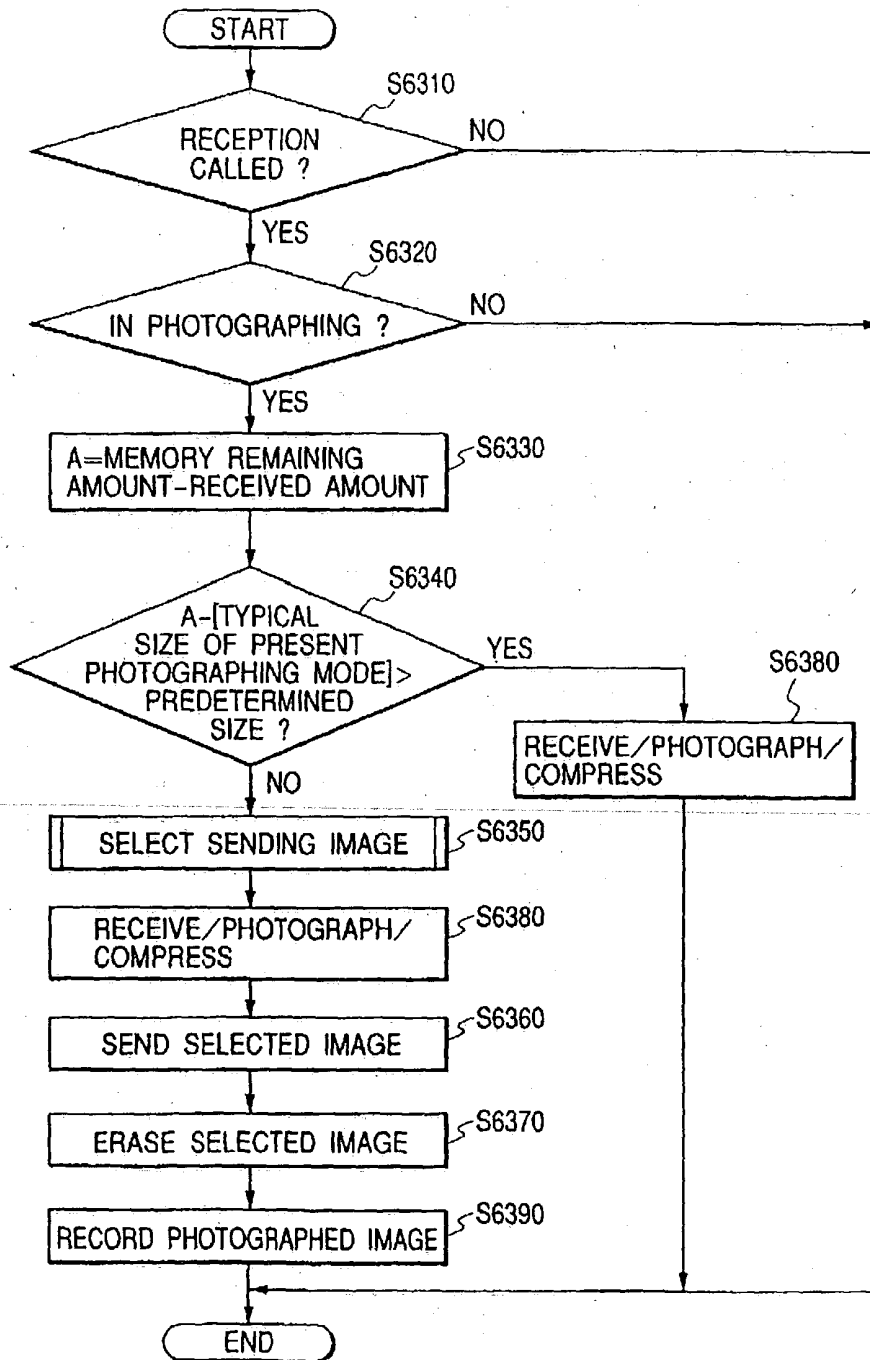 START
S6310
RECEPTION
CALLED ?
NO
YES
S6320
IN PHOTOGRAPHING ?
NO
YES
A=MEMORY REMAINING
AMOUNT-RECEIVED AMOUNT
S6330
S6340
A-[TYPICAL
SIZE OF PRESENT
PHOTOGRAPHING MODE]>
PREDETERMINED
SIZE ?
YES
S6380
RECEIVE/PHOTOGRAPH/
COMPRESS
NO
SELECT SENDING IMAGE
S6350
RECEIVE/PHOTOGRAPH/
COMPRESS
S6380
SEND SELECTED IMAGE
S6360
ERASE SELECTED IMAGE
S6370
RECORD PHOTOGRAPHED IMAGE
S6390
END